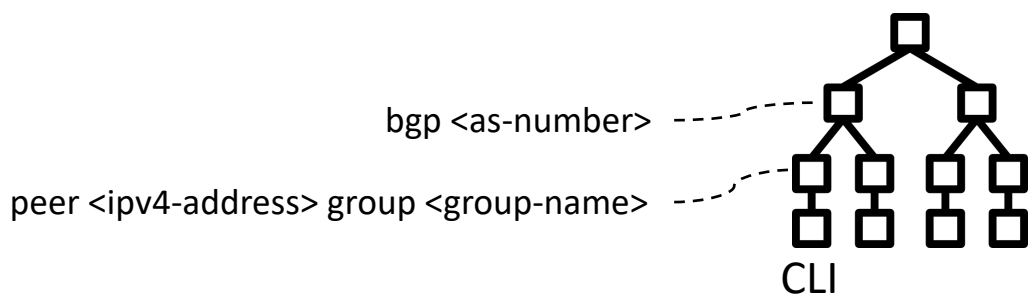 bgp <as-number>
peer <ipv4-address> group <group-name>
CLI